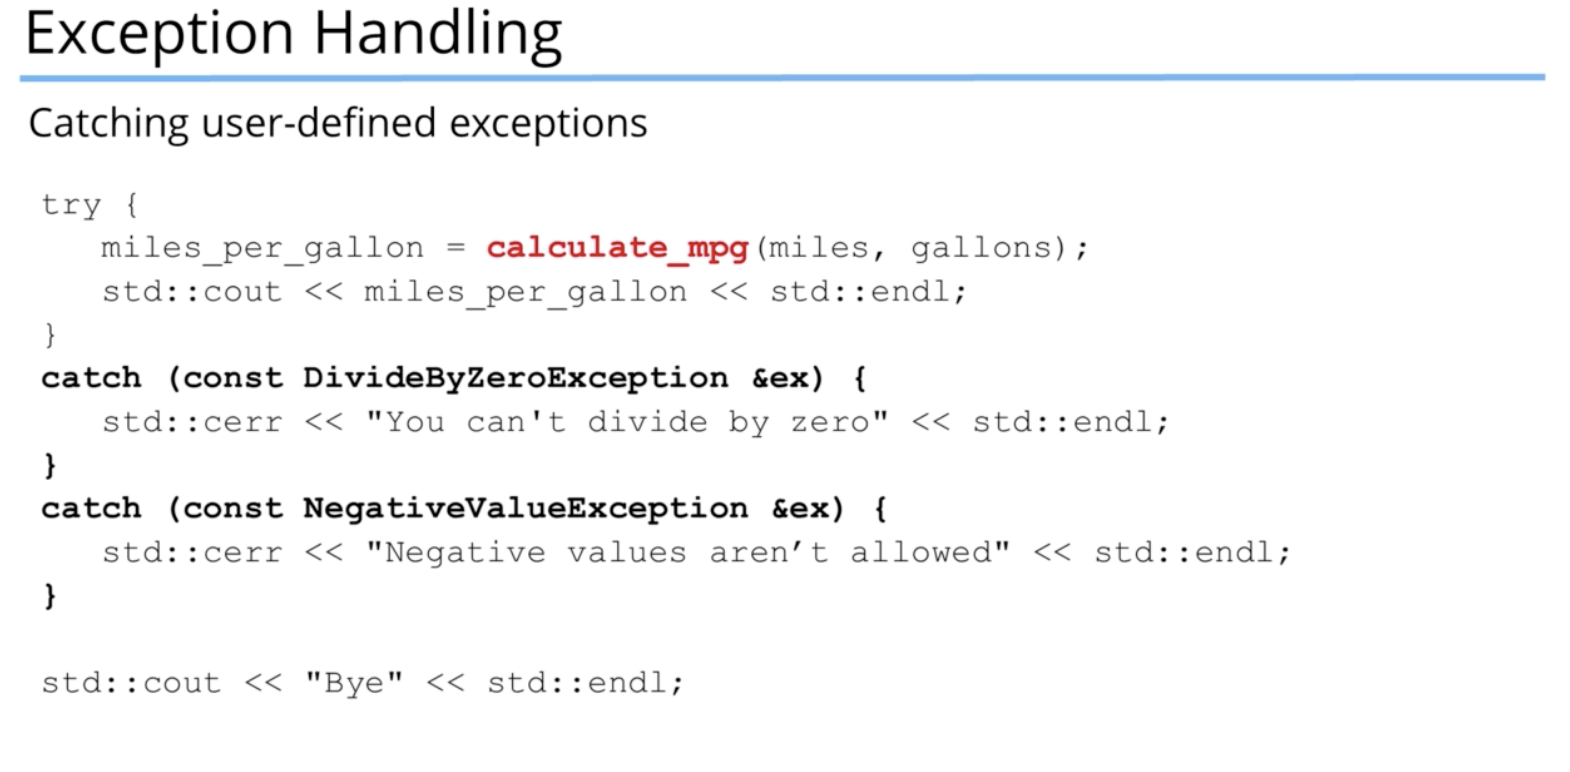 Exception Handling
Catching user-defined exceptions
try {
   miles_per_gallon = calculate_mpg(miles, gallons);
   std::cout << miles_per_gallon << std::endl;
}
catch (const DivideByZeroException &ex) {
   std::cerr << "You can't divide by zero" << std::endl;
}
catch (const NegativeValueException &ex) {
   std::cerr << "Negative values aren’t allowed" << std::endl;
}
std::cout << "Bye" << std::endl;